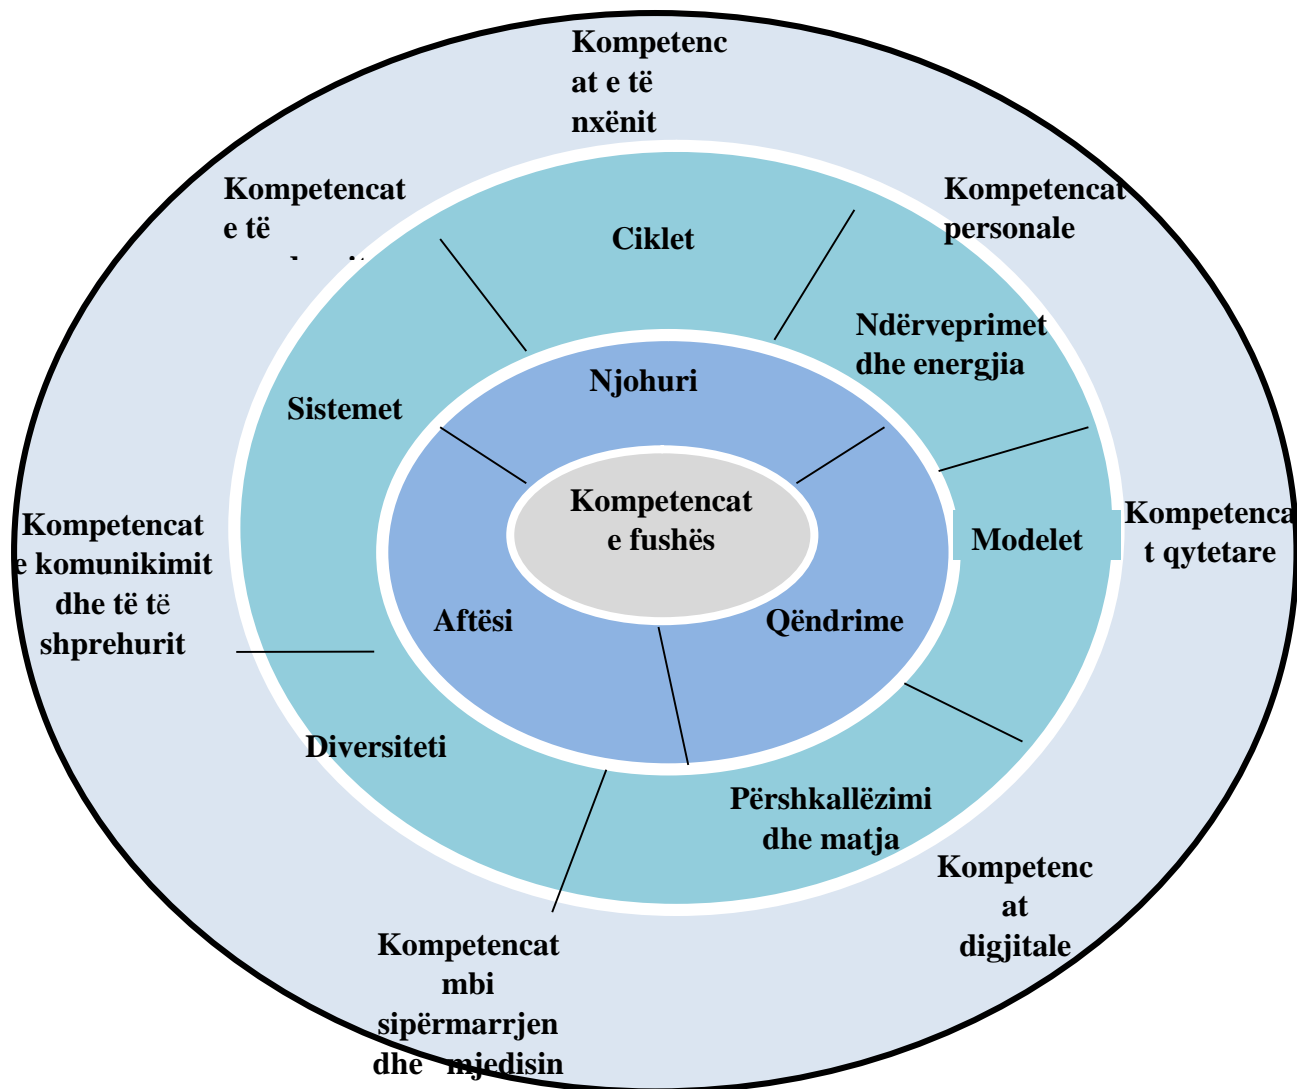 Kompetenc
at e të
nxënit
Kompetencat
e të
Kompetencat
personale
Ciklet
Ndërveprimet
dhe energjia
Njohuri
Sistemet
Kompetencat
e fushës
Kompetencat
e komunikimit
dhe të të
shprehurit
Modelet
Kompetenca
t qytetare
Aftësi
Qëndrime
Diversiteti
Përshkallëzimi
dhe matja
Kompetenc
at
digjitale
Kompetencat
mbi
sipërmarrjen
dhe mjedisin